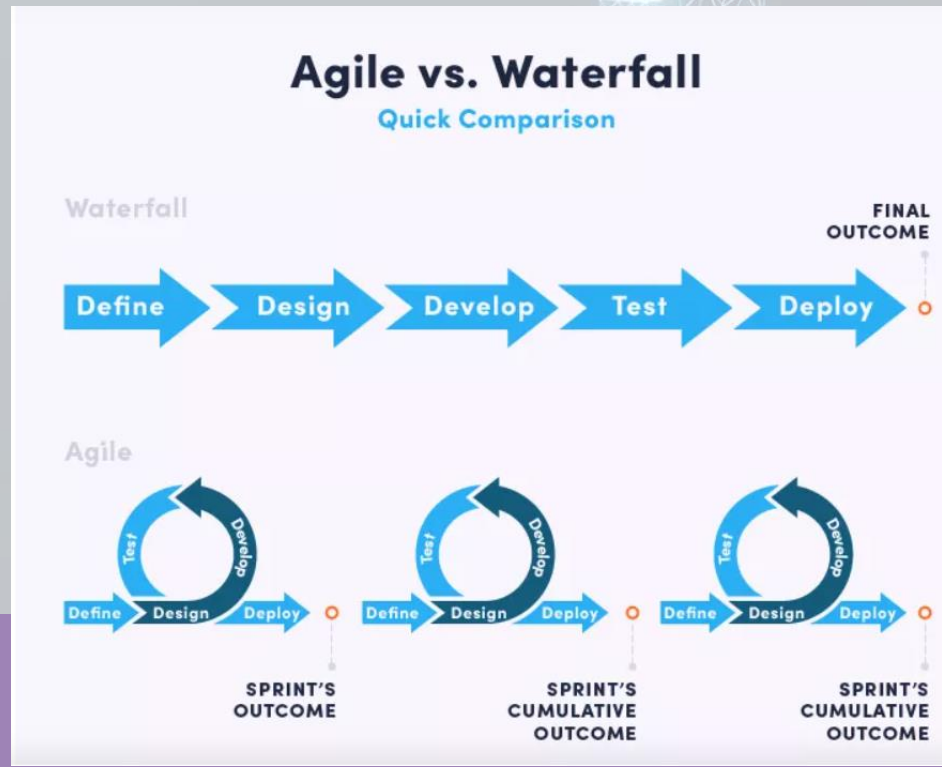 Agile vs. Waterfall
Quick Comparison
Waterfall
FINAL
OUTCOME
Define
Design
Develop
Test
Deploy
Agile
Test
Develop
Define
Design
Deploy
Test
Develop
Define
Design
Deploy
Test
Develop
Define
Design
Deploy
SPRINT'S
OUTCOME
SPRINT'S
CUMULATIVE
OUTCOME
SPRINT'S
CUMULATIVE
OUTCOME